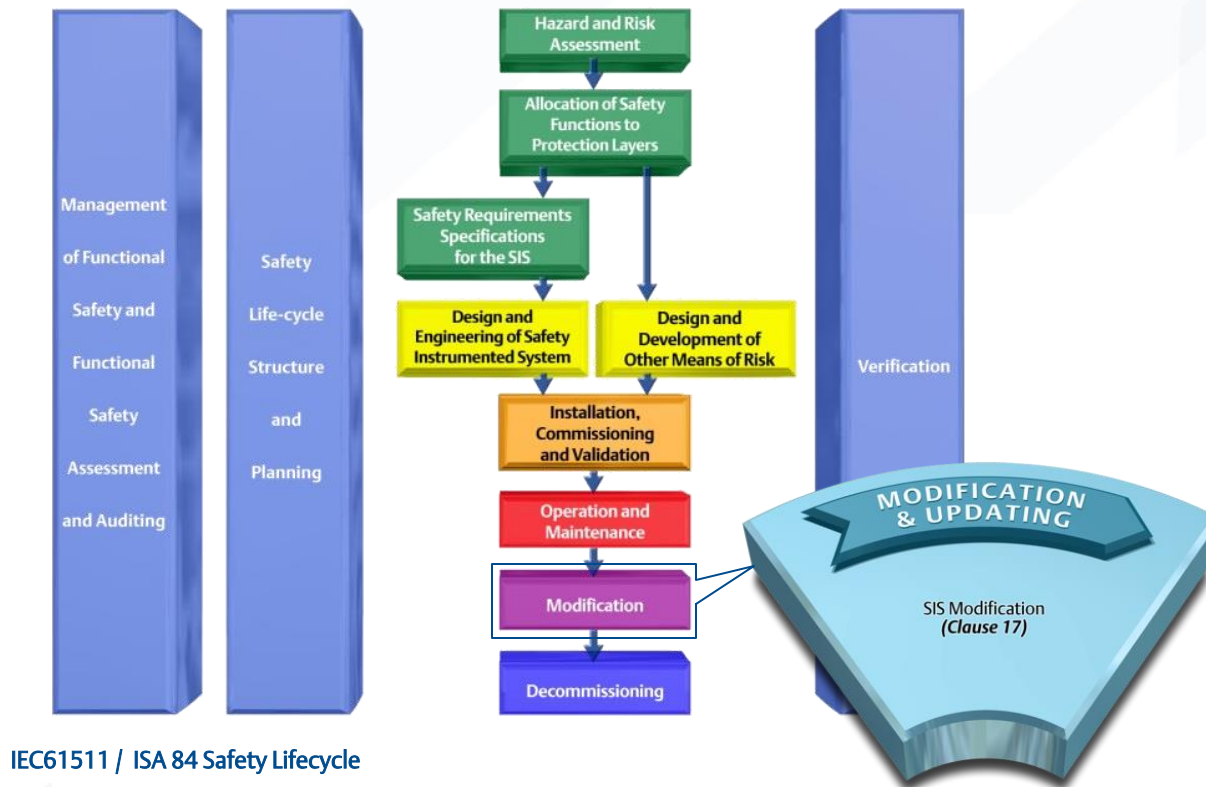 Management
of Functional
Safety and
Functional
Safety
Assessment
and Auditing
Safety
Life-cycle
Structure
and
Planning
Hazard and Risk
Assessment
Allocation of Safety
Functions to
Protection Layers
Safety Requirements
Specifications
for the SIS
Design and
Engineering of Safety
Instrumented System
Design and
Development of
Other Means of Risk
Installation,
Commissioning
and Validation
Operation and
Maintenance
Modification
Decommissioning
Verification
MODIFICATION
& UPDATING
SIS Modification
(Clause 17)
IEC61511 / ISA 84 Safety Lifecycle